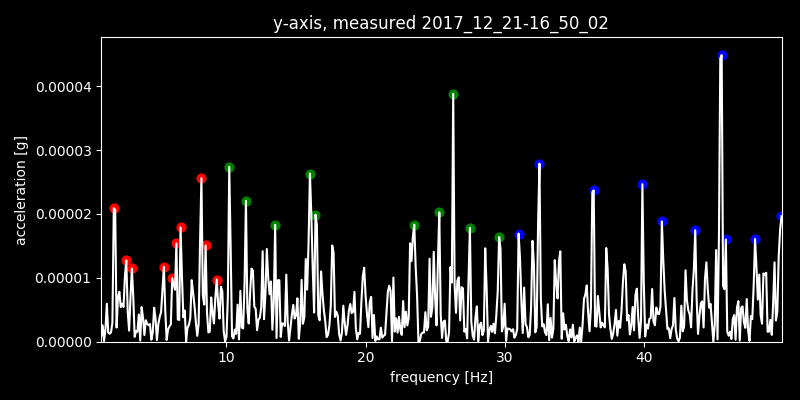 y-axis, measured 2017_12_21-16_50_02
acceleration [g]
0.00004
0.00003
0.00002
0.00001
0.00000
10 20 30 40
frequency [Hz]